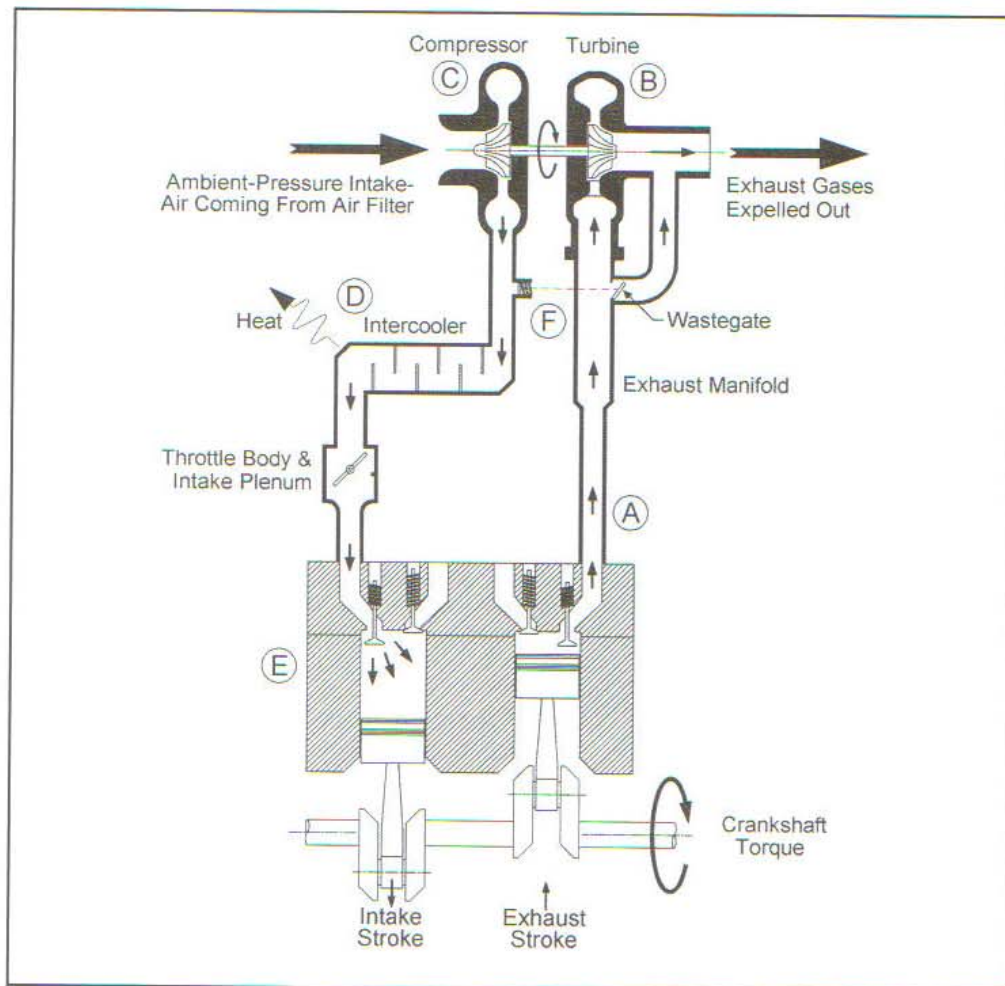 Compressor
Turbine
C
B
Ambient-Pressure Intake-
Air Coming From Air Filter
Exhaust Gases
Expelled Out
D
Heat
Intercooler
F
Wastegate
Exhaust Manifold
Throttle Body &
Intake Plenum
A
E
Crankshaft
Torque
Intake
Stroke
Exhaust
Stroke